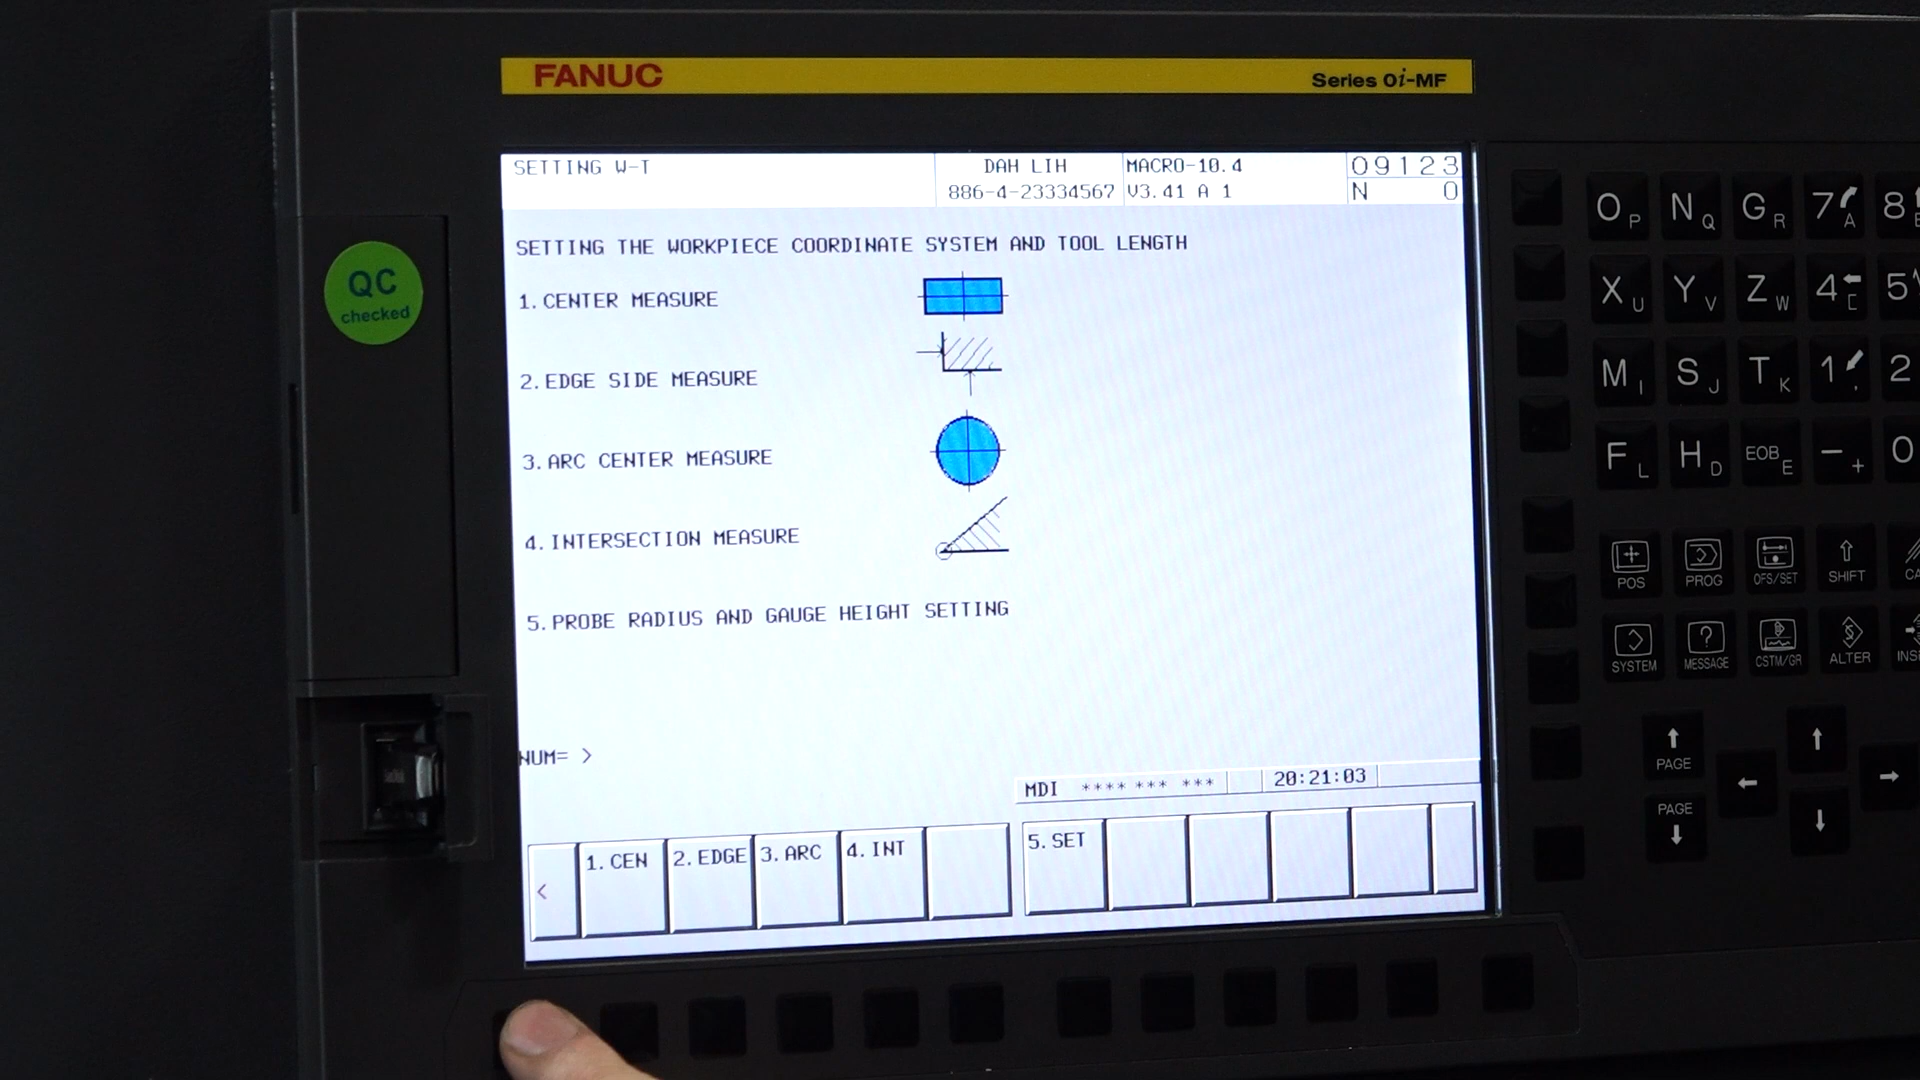 FANUC
Series 0i-MF
SETTING W-T
DAH LIH
886-4-23334567
MACRO-10.4
V3.41 A 1
O9123
N 0
SETTING THE WORKPIECE COORDINATE SYSTEM AND TOOL LENGTH
1.CENTER MEASURE
2.EDGE SIDE MEASURE
3.ARC CENTER MEASURE
4.INTERSECTION MEASURE
5.PROBE RADIUS AND GAUGE HEIGHT SETTING
NUM= >
MDI **** *** *** 20:21:03
< 1.CEN 2.EDGE 3.ARC 4.INT 5.SET
QC
checked
O P N Q G R 7 A 8
X U Y V Z W 4 C 5
M I S J T K 1 , 2
F L H D EOB E - + 0
POS PROG OFS/SET SHIFT
SYSTEM MESSAGE CSTM/GR ALTER
PAGE
PAGE